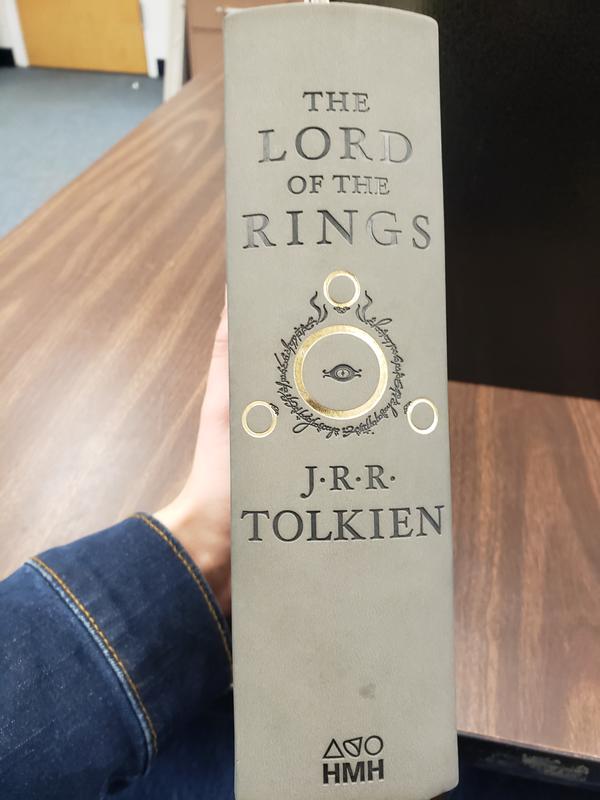 THE
LORD
OF THE
RINGS
J·R·R·
TOLKIEN
HMH